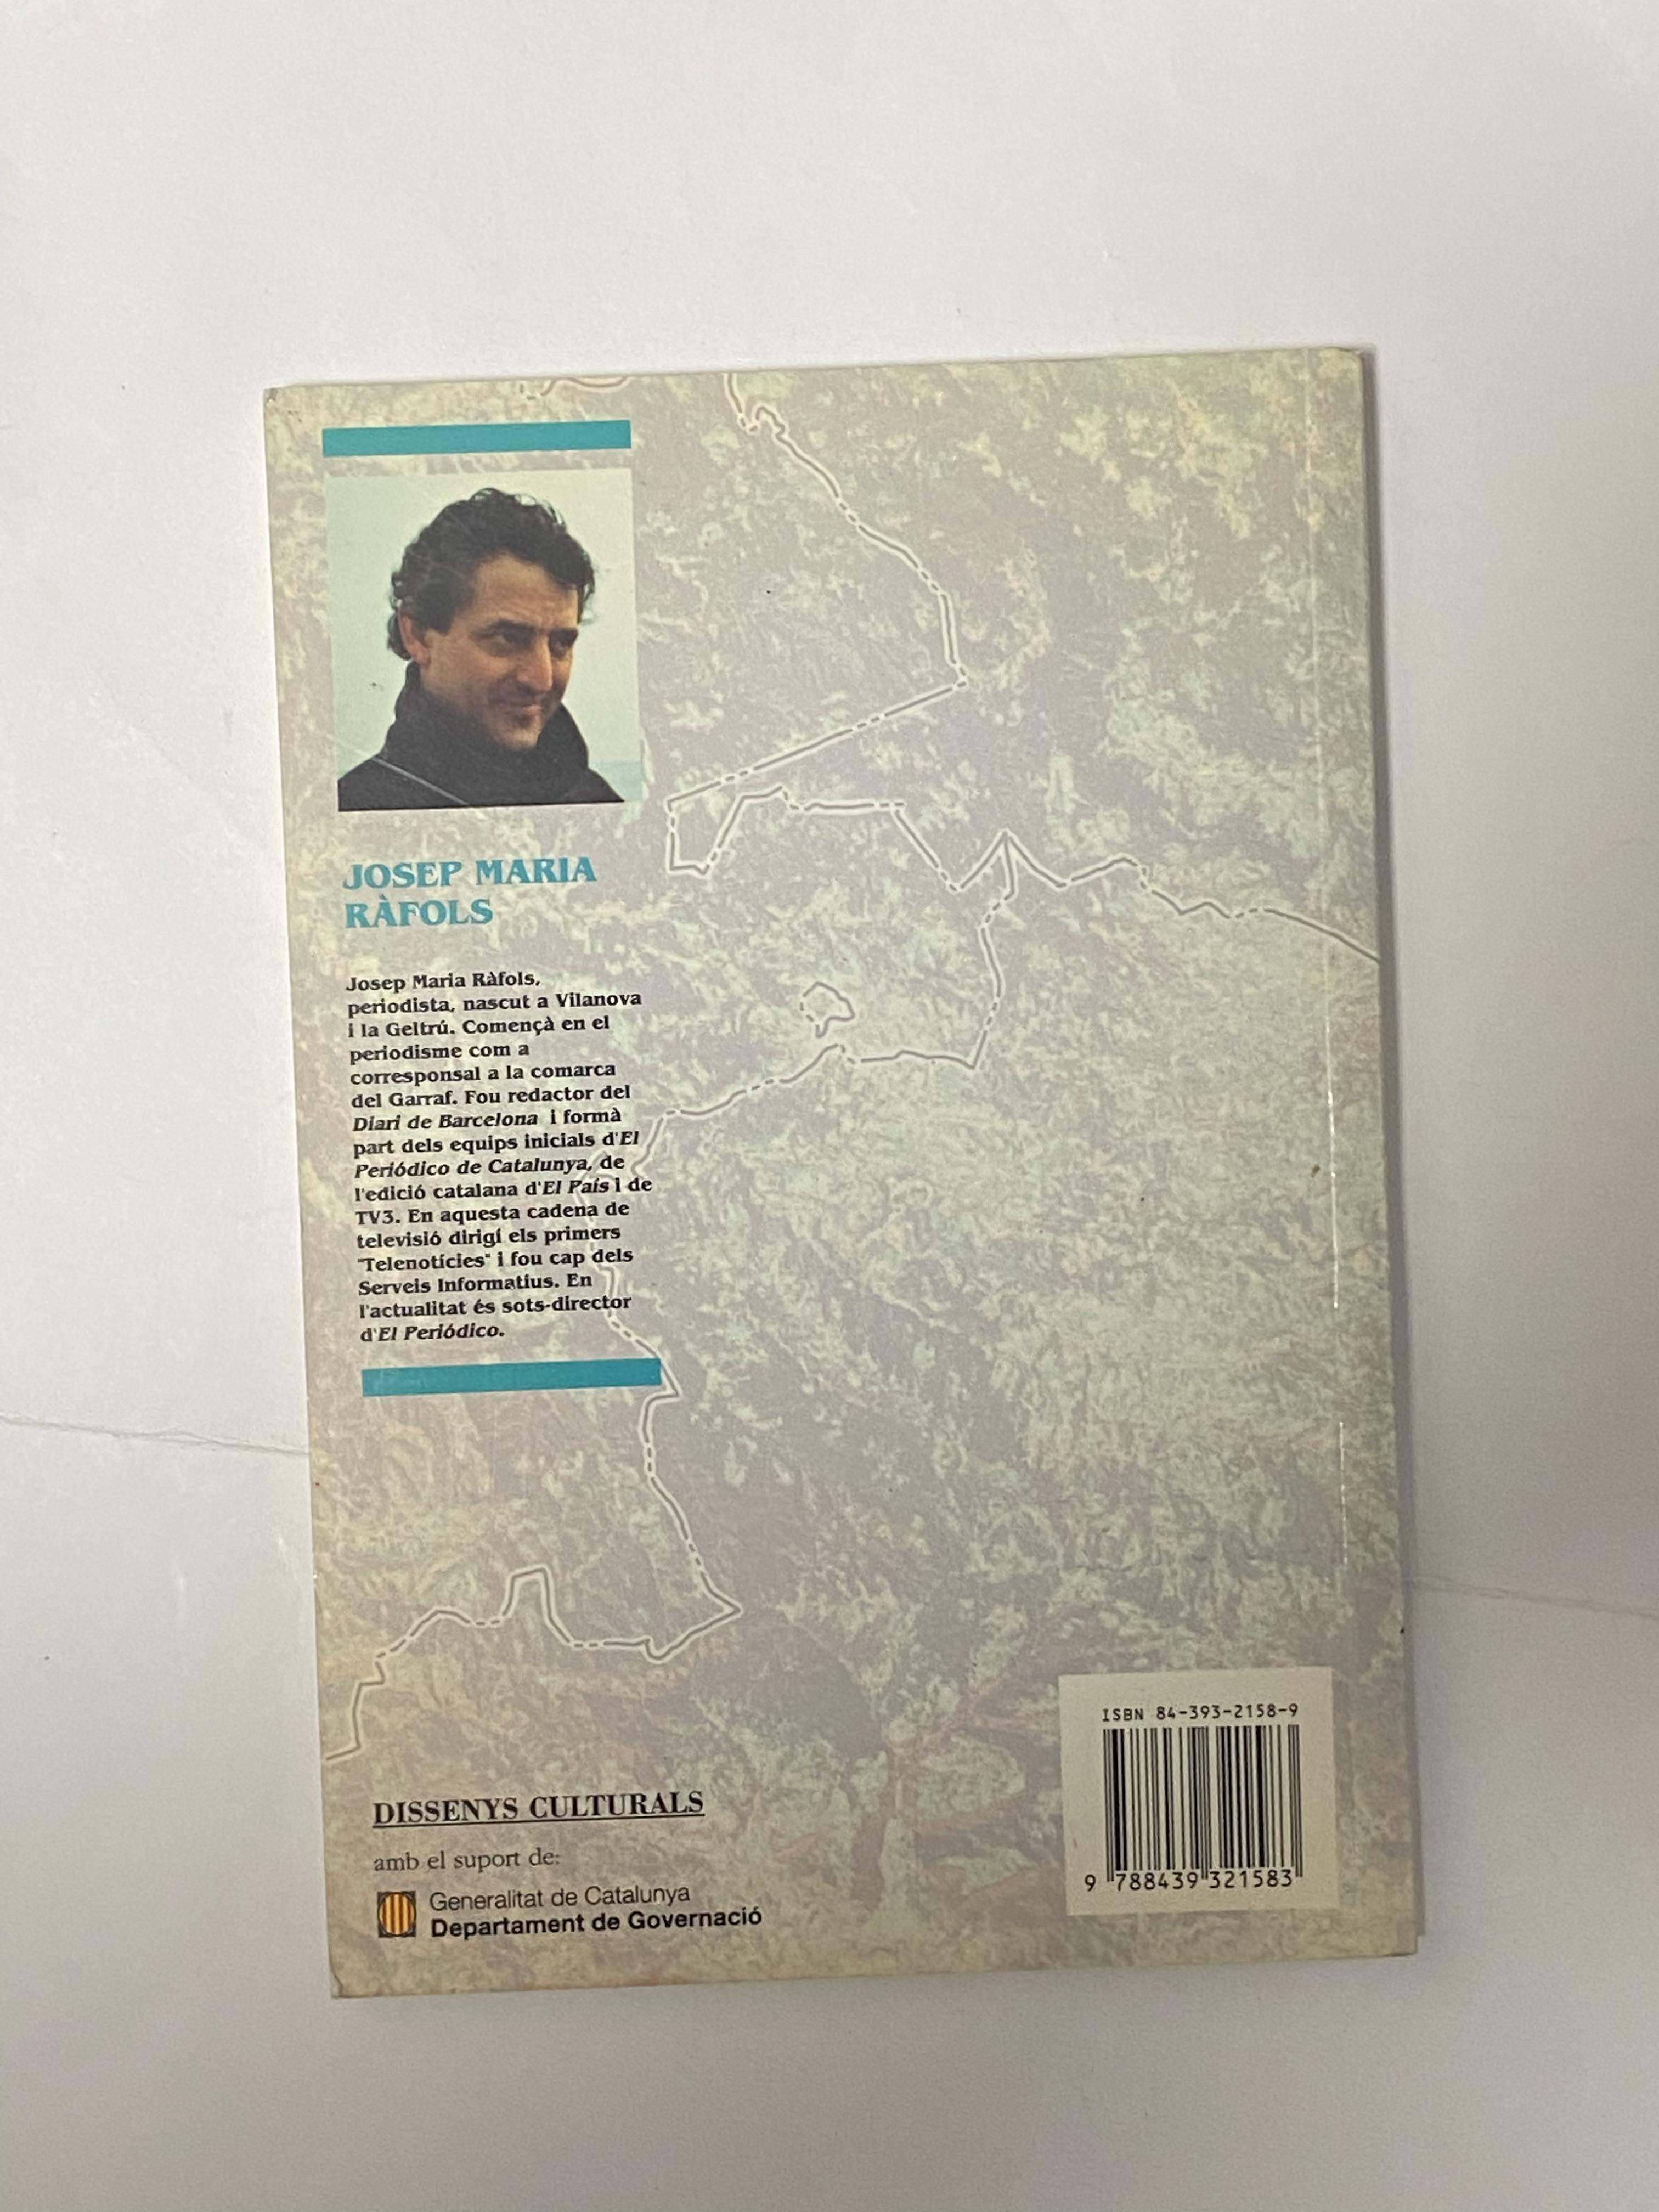 JOSEP MARIA
RÀFOLS
Josep Maria Ràfols,
periodista, nascut a Vilanova
i la Geltrú. Començà en el
periodisme com a
corresponsal a la comarca
del Garraf. Fou redactor del
Diari de Barcelona i formà
part dels equips inicials d'El
Periódico de Catalunya, de
l'edició catalana d'El País i de
TV3. En aquesta cadena de
televisió dirigí els primers
"Telenotícies" i fou cap dels
Serveis Informatius. En
l'actualitat és sots-director
d'El Periódico.
DISSENYS CULTURALS
amb el suport de:
Generalitat de Catalunya
Departament de Governació
ISBN 84-393-2158-9
9 788439 321583